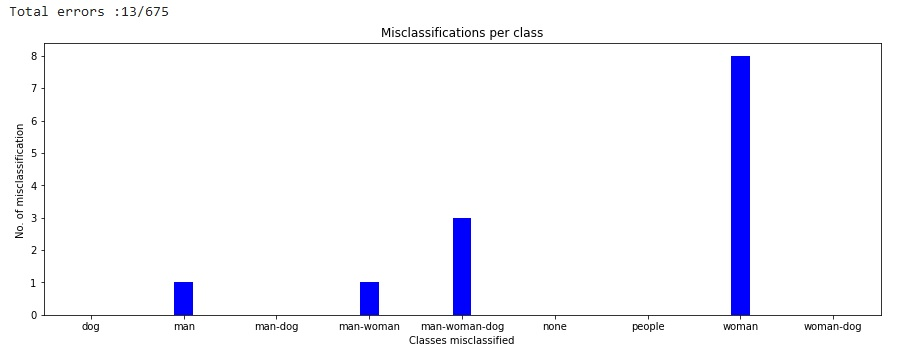 Total errors :13/675
Misclassifications per class
No. of misclassification
8
7
6
5
4
3
2
1
0
dog man man-dog man-woman man-woman-dog none people woman woman-dog
Classes misclassified